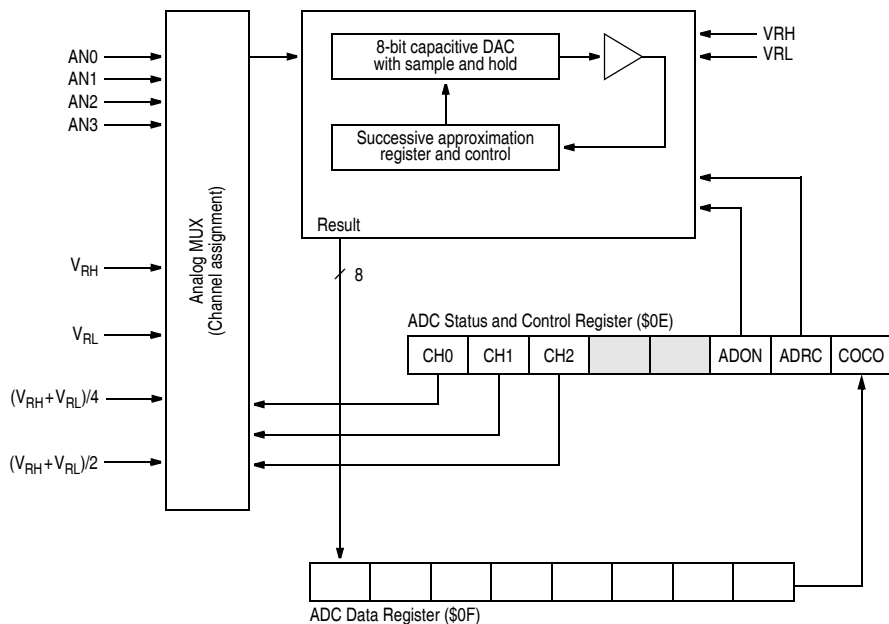 AN0
AN1
AN2
AN3
V_RH
V_RL
(V_RH+V_RL)/4
(V_RH+V_RL)/2
Analog MUX
(Channel assignment)
8-bit capacitive DAC
with sample and hold
Successive approximation
register and control
Result
VRH
VRL
8
ADC Status and Control Register ($0E)
CH0 CH1 CH2 ADON ADRC COCO
ADC Data Register ($0F)